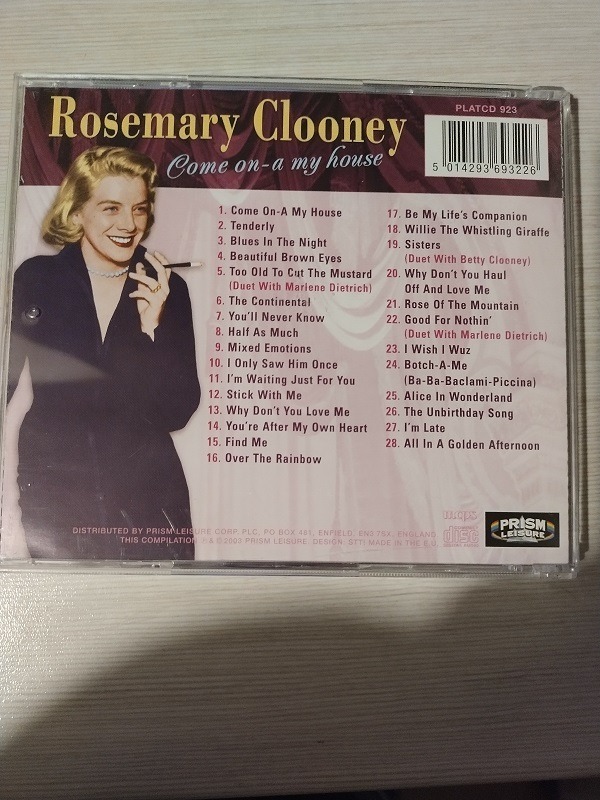 PLATCD 923
Rosemary Clooney
Come on-a my house
5 014293 693226
1. Come On-A My House
2. Tenderly
3. Blues In The Night
4. Beautiful Brown Eyes
5. Too Old To Cut The Mustard
(Duet With Marlene Dietrich)
6. The Continental
7. You'll Never Know
8. Half As Much
9. Mixed Emotions
10. I Only Saw Him Once
11. I'm Waiting Just For You
12. Stick With Me
13. Why Don't You Love Me
14. You're After My Own Heart
15. Find Me
16. Over The Rainbow
17. Be My Life's Companion
18. Willie The Whistling Giraffe
19. Sisters
(Duet With Betty Clooney)
20. Why Don't You Haul
Off And Love Me
21. Rose Of The Mountain
22. Good For Nothin'
(Duet With Marlene Dietrich)
23. I Wish I Wuz
24. Botch-A-Me
(Ba-Ba-Baclami-Piccina)
25. Alice In Wonderland
26. The Unbirthday Song
27. I'm Late
28. All In A Golden Afternoon
mcps
PRISM
LEISURE
DISTRIBUTED BY PRISM LEISURE CORP. PLC, PO BOX 491, ENFIELD, EN3 7SX, ENGLAND
THIS COMPILATION ℗ & © 2003 PRISM LEISURE. DESIGN: STTI MADE IN THE E.U.